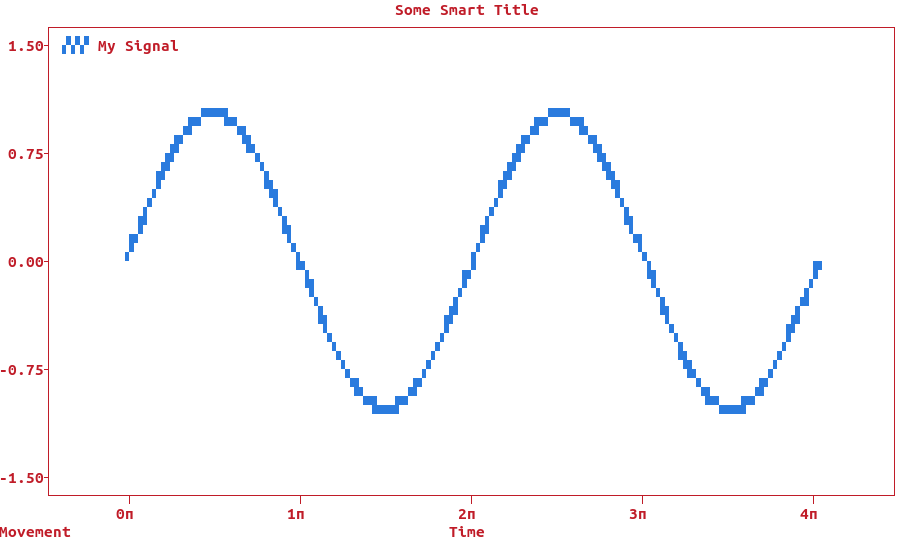 Some Smart Title
My Signal
1.50
0.75
0.00
-0.75
-1.50
0π 1π 2π 3π 4π
Movement Time